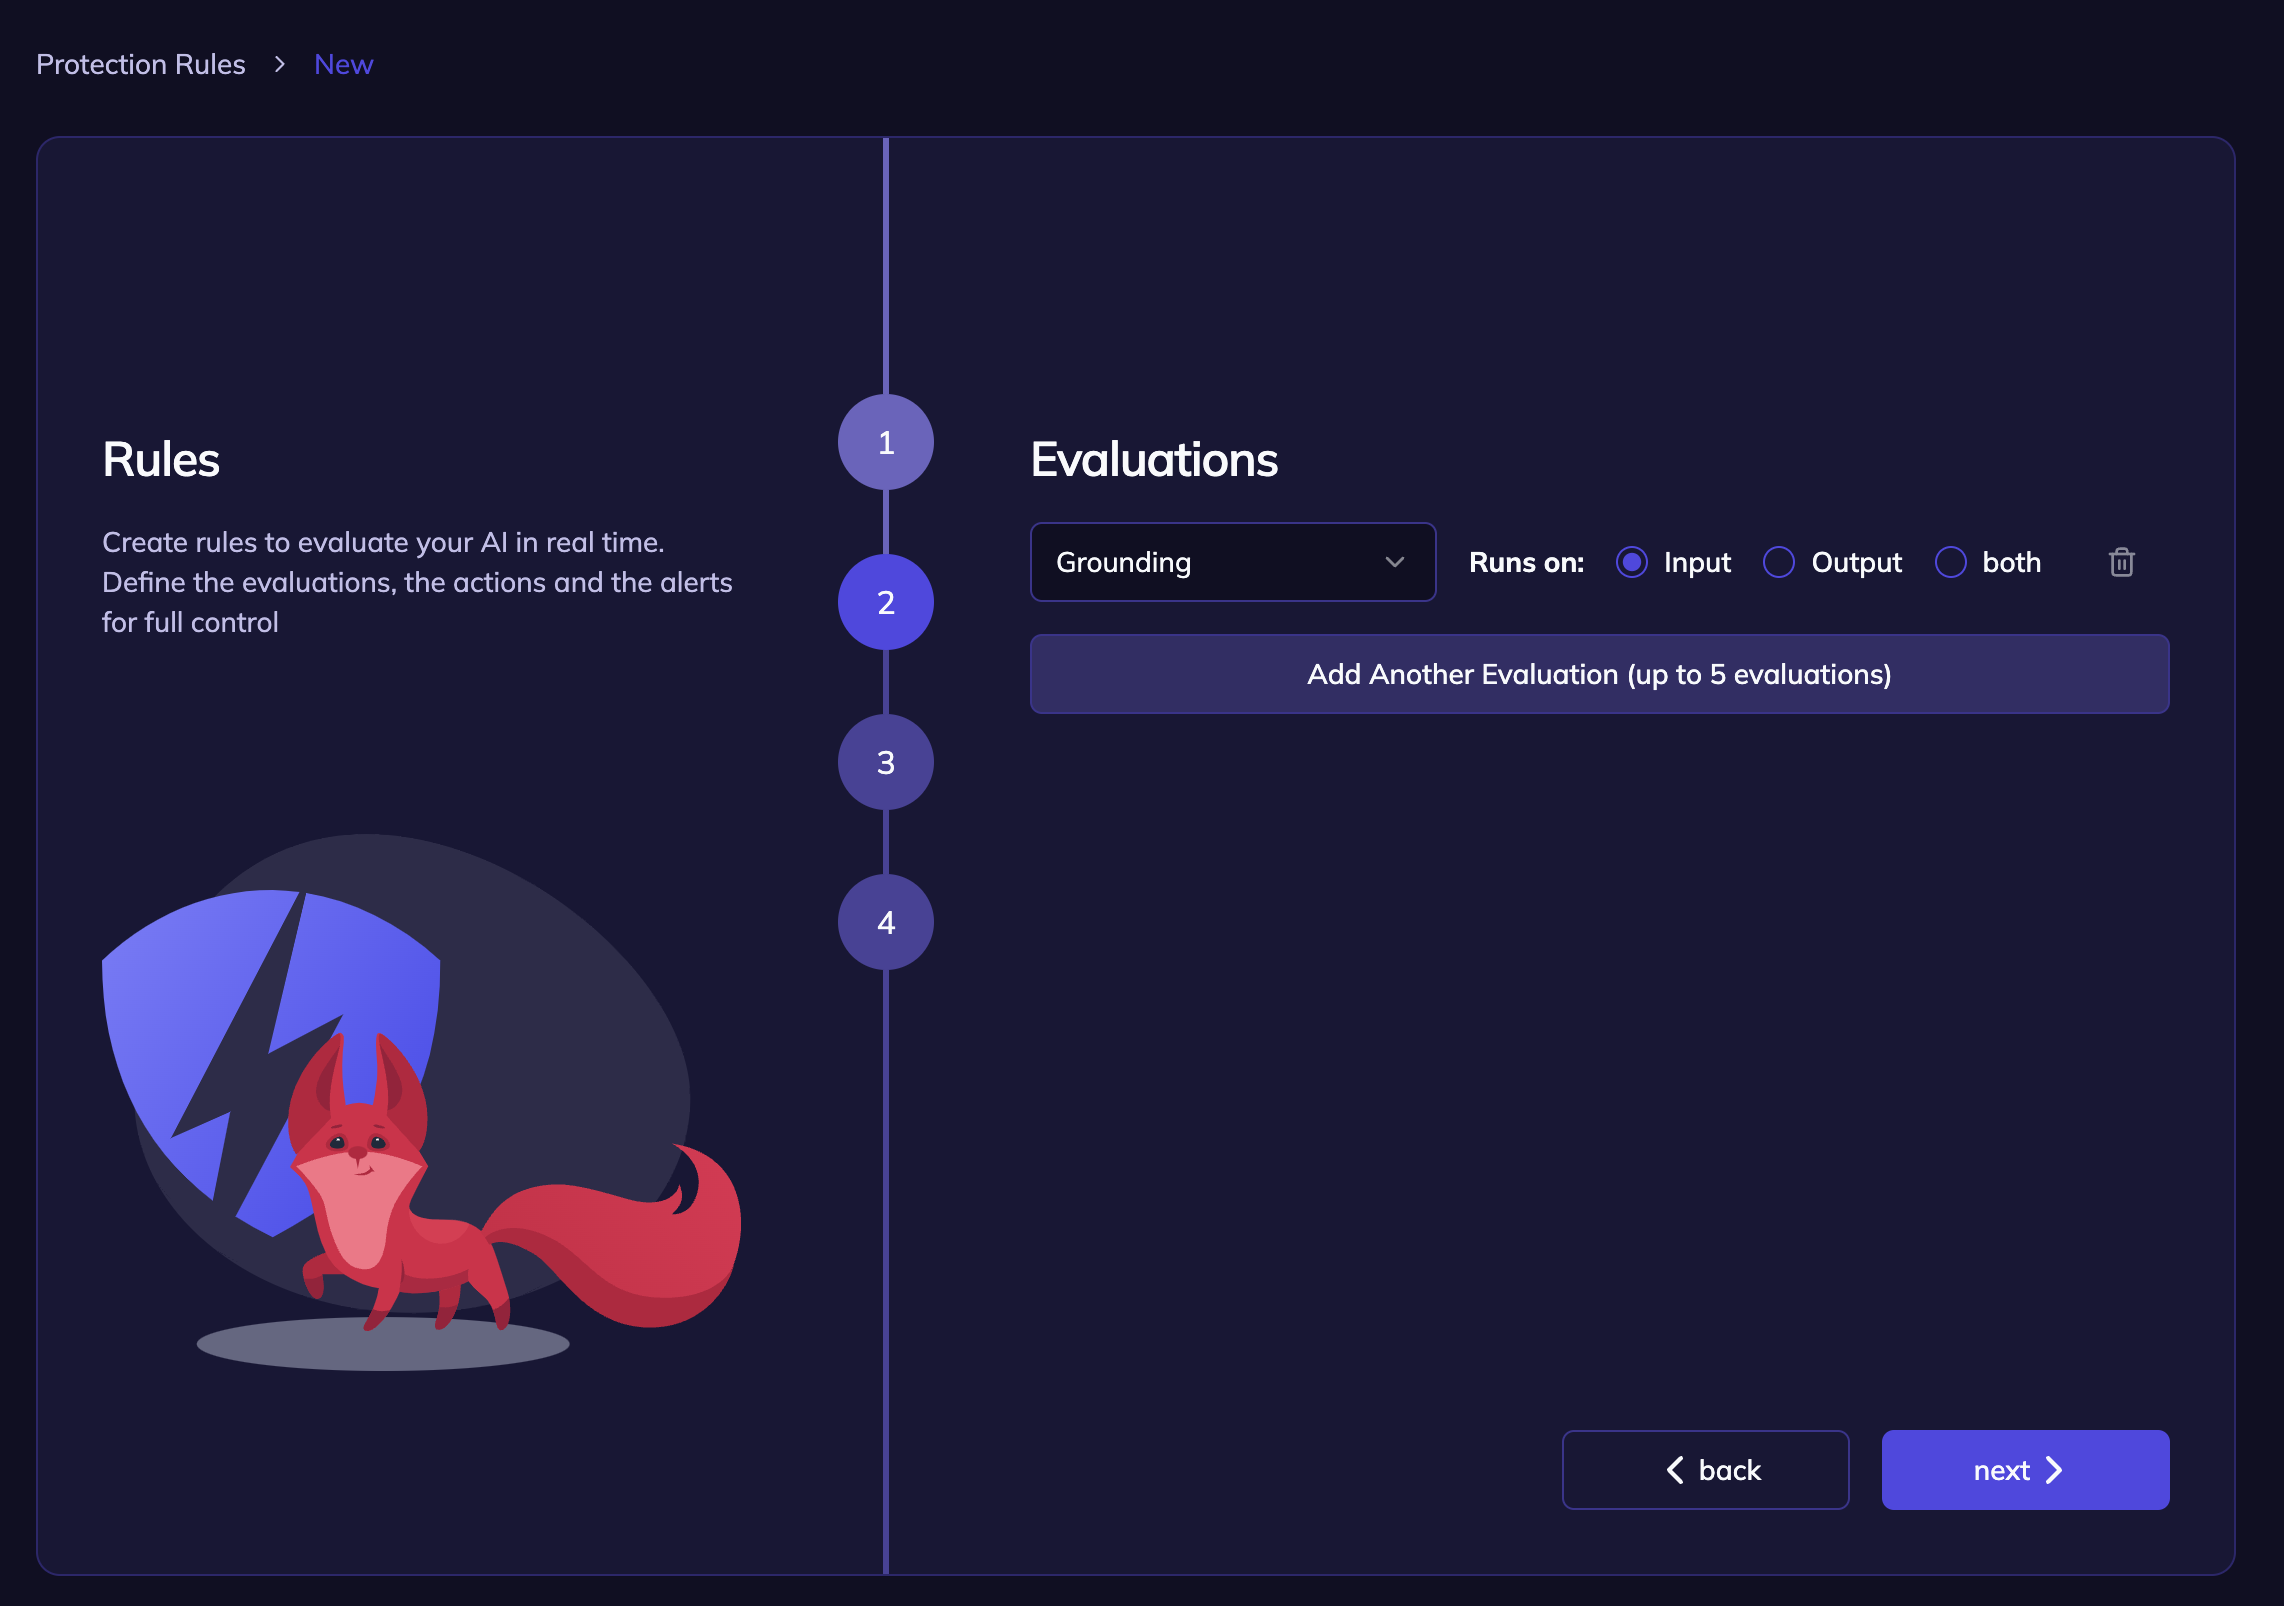 Protection Rules > New
1
Rules
Evaluations
Create rules to evaluate your AI in real time.
Define the evaluations, the actions and the alerts
for full control
Grounding
Runs on: Input Output both
2
Add Another Evaluation (up to 5 evaluations)
3
4
back
next